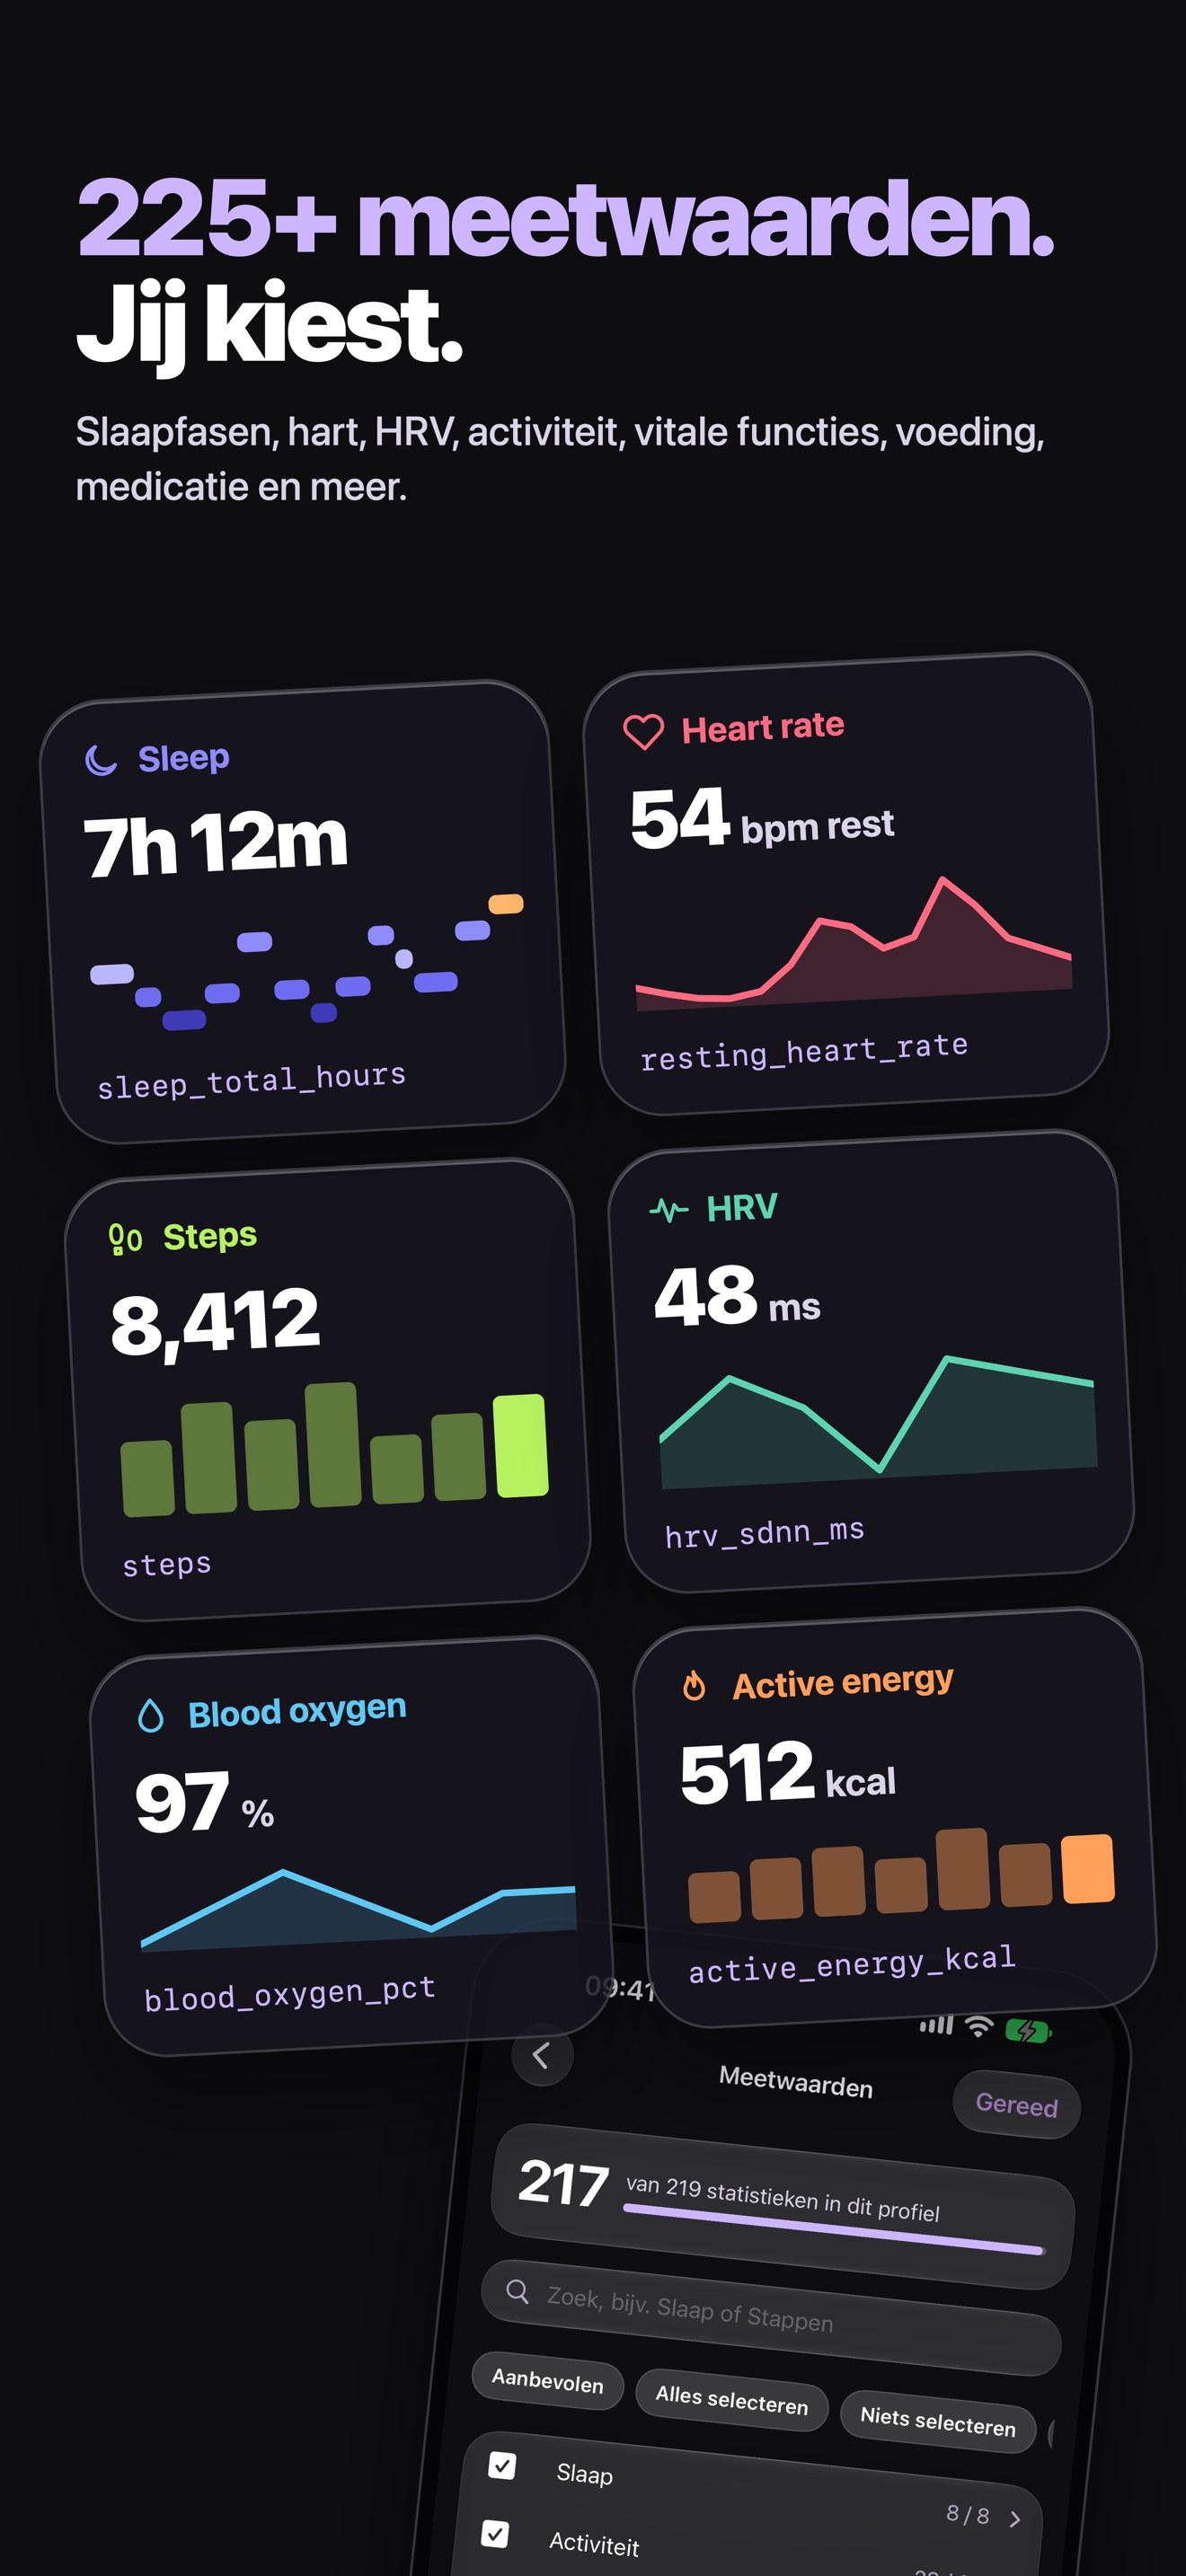 225+ meetwaarden.
Jij kiest.
Slaapfasen, hart, HRV, activiteit, vitale functies, voeding,
medicatie en meer.
Sleep
7h 12m
sleep_total_hours
Heart rate
54 bpm rest
resting_heart_rate
Steps
8,412
steps
HRV
48 ms
hrv_sdnn_ms
Blood oxygen
97 %
blood_oxygen_pct
Active energy
512 kcal
active_energy_kcal
09:41
Meetwaarden
Gereed
217 van 219 statistieken in dit profiel
Zoek, bijv. Slaap of Stappen
Aanbevolen
Alles selecteren
Niets selecteren
Slaap
8 / 8
Activiteit